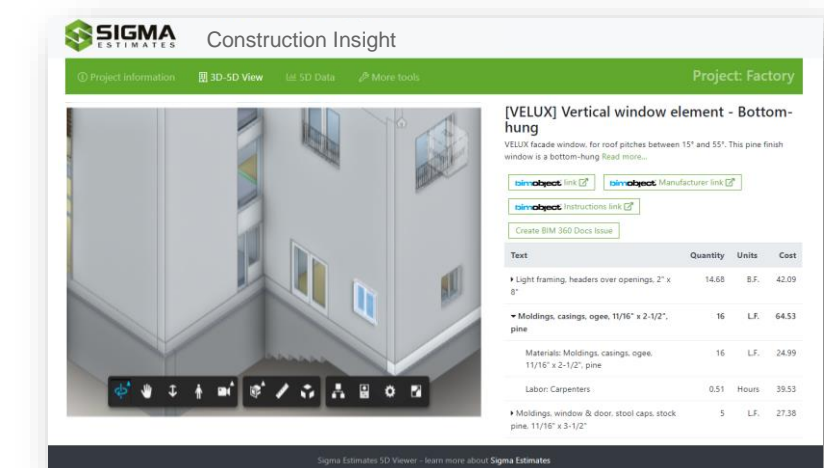 SIGMA
ESTIMATES
Construction Insight
Project information 3D-5D View 5D Data More tools Project: Factory
[VELUX] Vertical window element - Bottom-
hung
VELUX facade window, for roof pitches between 15° and 55°. This pine finish
window is a bottom-hung Read more...
bimobject link bimobject Manufacturer link
bimobject Instructions link
Create BIM 360 Docs Issue
Text Quantity Units Cost
Light framing, headers over openings, 2" x 14.68 B.F. 42.09
8"
Moldings, casings, ogee, 11/16" x 2-1/2", 16 L.F. 64.53
pine
Materials: Moldings, casings, ogee, 16 L.F. 24.99
11/16" x 2-1/2", pine
Labor: Carpenters 0.51 Hours 39.53
Moldings, window & door, stool caps, stock 5 L.F. 27.38
pine, 11/16" x 3-1/2"
Sigma Estimates 5D Viewer - learn more about Sigma Estimates